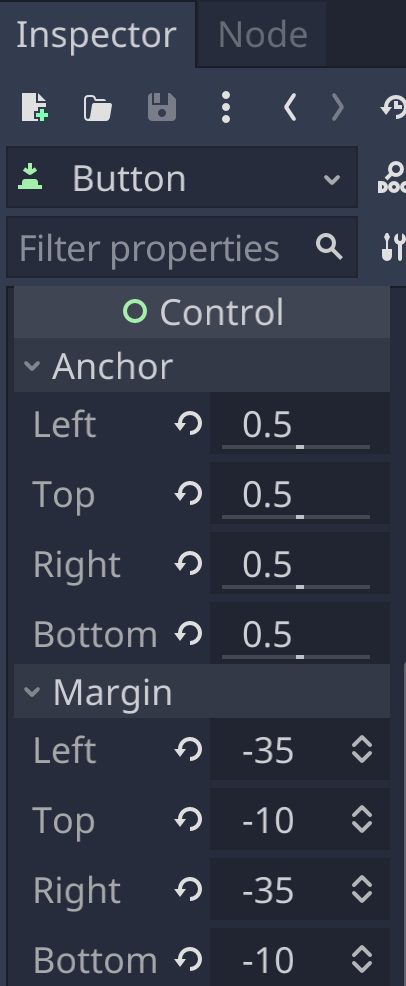 Inspector Node
Button
DOC
Filter properties
Control
Anchor
Left 0.5
Top 0.5
Right 0.5
Bottom 0.5
Margin
Left -35
Top -10
Right -35
Bottom -10